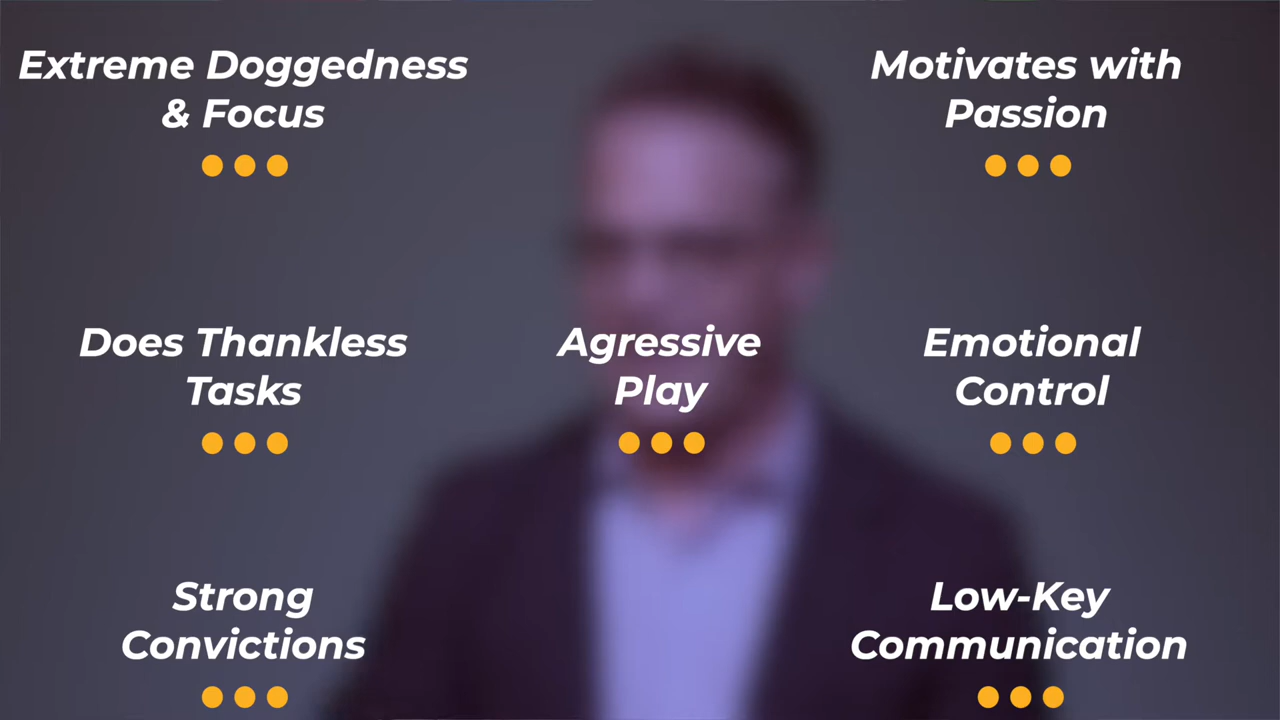 Extreme Doggedness
& Focus
Motivates with
Passion
Does Thankless
Tasks
Agressive
Play
Emotional
Control
Strong
Convictions
Low-Key
Communication